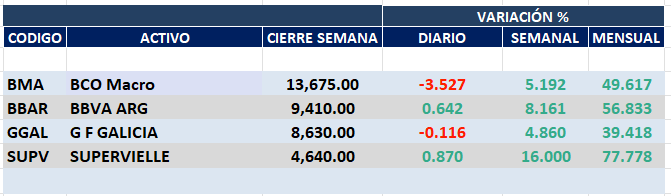 VARIACIÓN %
CODIGO ACTIVO CIERRE SEMANA DIARIO SEMANAL MENSUAL
BMA BCO Macro 13,675.00 -3.527 5.192 49.617
BBAR BBVA ARG 9,410.00 0.642 8.161 56.833
GGAL G F GALICIA 8,630.00 -0.116 4.860 39.418
SUPV SUPERVIELLE 4,640.00 0.870 16.000 77.778